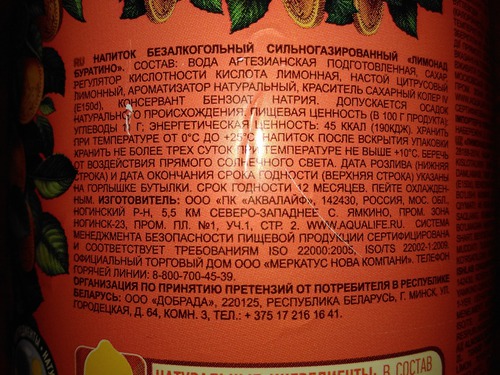 RU НАПИТОК БЕЗАЛКОГОЛЬНЫЙ СИЛЬНОГАЗИРОВАННЫЙ «ЛИМОНАД
БУРАТИНО». СОСТАВ: ВОДА АРТЕЗИАНСКАЯ ПОДГОТОВЛЕННАЯ, САХАР,
РЕГУЛЯТОР КИСЛОТНОСТИ КИСЛОТА ЛИМОННАЯ, НАСТОЙ ЦИТРУСОВЫЙ
ЛИМОННЫЙ, АРОМАТИЗАТОР НАТУРАЛЬНЫЙ, КРАСИТЕЛЬ САХАРНЫЙ КОЛЕР IV
(E150d), КОНСЕРВАНТ БЕНЗОАТ НАТРИЯ. ДОПУСКАЕТСЯ ОСАДОК
НАТУРАЛЬНОГО ПРОИСХОЖДЕНИЯ. ПИЩЕВАЯ ЦЕННОСТЬ (В 100 Г ПРОДУКТА):
УГЛЕВОДЫ ЭНЕРГЕТИЧЕСКАЯ ЦЕННОСТЬ: 45 ККАЛ (190КДЖ). ХРАНИТЬ
ПРИ ТЕМПЕРАТУРЕ ОТ 0°С ДО +25°С. НАПИТОК ПОСЛЕ ВСКРЫТИЯ УПАКОВКИ
ХРАНИТЬ НЕ БОЛЕЕ ТРЕХ СУТОК ТЕМПЕРАТУРЕ НЕ ВЫШЕ +10°С. БЕРЕЧЬ
ОТ ВОЗДЕЙСТВИЯ ПРЯМОГО СОЛНЕЧНОГО СВЕТА. ДАТА РОЗЛИВА (НИЖНЯЯ
СТРОКА) И ДАТА ОКОНЧАНИЯ СРОКА ГОДНОСТИ (ВЕРХНЯЯ СТРОКА) УКАЗАНЫ
НА ГОРЛЫШКЕ БУТЫЛКИ. СРОК ГОДНОСТИ 12 МЕСЯЦЕВ. ПЕЙТЕ ОХЛАЖДЕН-
НЫМ. ИЗГОТОВИТЕЛЬ: ООО «ПК «АКВАЛАЙФ», 142430, РОССИЯ, МОС. ОБЛ.,
НОГИНСКИЙ Р-Н, 5,5 КМ СЕВЕРО-ЗАПАДНЕЕ С. ЯМКИНО, ПРОМ. ЗОНА
НОГИНСК-23, ПРОМ. ПЛ. №1, УЧ.1, СТР. 2. WWW.AQUALIFE.RU. СИСТЕМА
МЕНЕДЖМЕНТА БЕЗОПАСНОСТИ ПИЩЕВОЙ ПРОДУКЦИИ СЕРТИФИЦИРОВАНА
И СООТВЕТСТВУЕТ ТРЕБОВАНИЯМ ISO 22000:2005, ISO/TS 22002-1:2009.
ОФИЦИАЛЬНЫЙ ТОРГОВЫЙ ДОМ ООО «МЕРКАТУС НОВА КОМПАНИ». ТЕЛЕФОН
ГОРЯЧЕЙ ЛИНИИ: 8-800-700-45-39.
ОРГАНИЗАЦИЯ ПО ПРИНЯТИЮ ПРЕТЕНЗИЙ ОТ ПОТРЕБИТЕЛЯ В РЕСПУБЛИКЕ
БЕЛАРУСЬ: ООО «ДОБРАДА», 220125, РЕСПУБЛИКА БЕЛАРУСЬ, Г. МИНСК, УЛ.
ГОРОДЕЦКАЯ, Д. 64, КОМН. 3, ТЕЛ.: + 375 17 216 16 41.
НАТУРАЛЬНЫЕ ИНГРЕДИЕНТЫ: В СОСТАВ